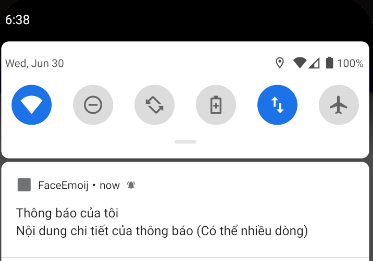 6:38
Wed, Jun 30 100%
FaceEmoij • now
Thông báo của tôi
Nội dung chi tiết của thông báo (Có thể nhiều dòng)